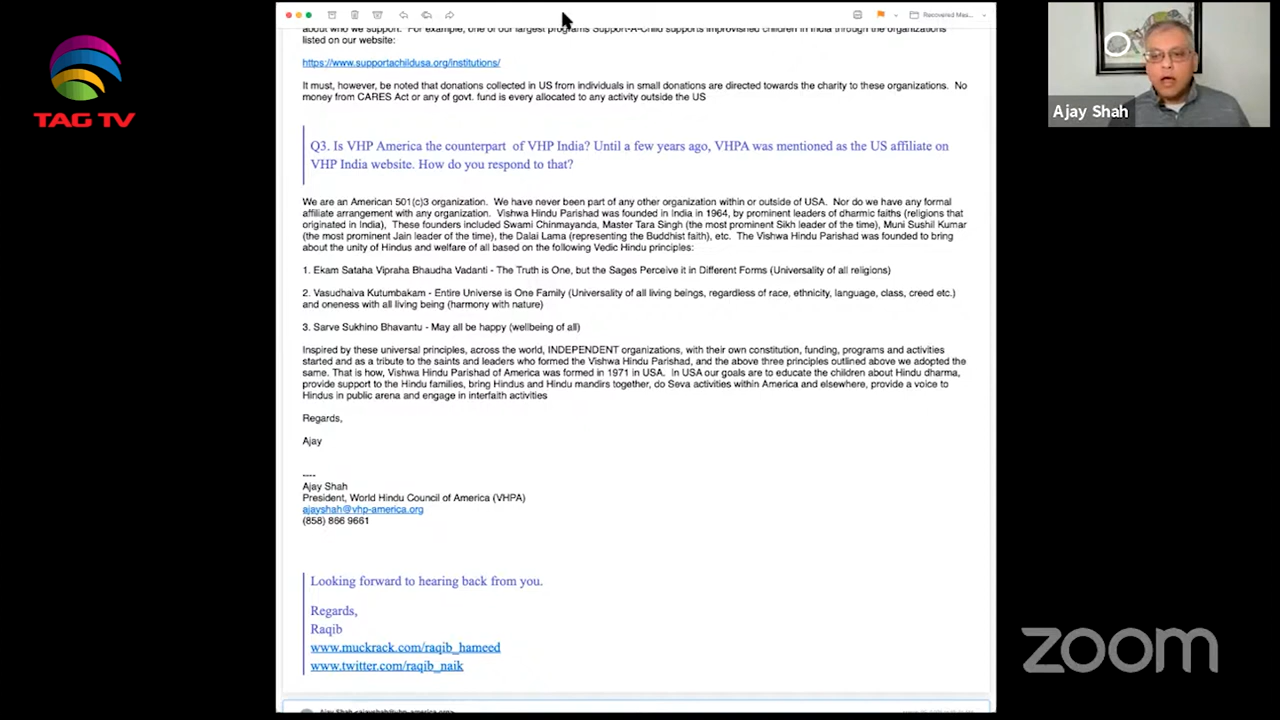 Recovered Mes...
about who we support. For example, one of our largest programs Support-A-Child supports improvished children in India through the organizations
listed on our website:
https://www.supportachildusa.org/institutions/
It must, however, be noted that donations collected in US from individuals in small donations are directed towards the charity to these organizations. No
money from CARES Act or any of govt. fund is every allocated to any activity outside the US
Q3. Is VHP America the counterpart of VHP India? Until a few years ago, VHPA was mentioned as the US affiliate on
VHP India website. How do you respond to that?
We are an American 501(c)3 organization. We have never been part of any other organization within or outside of USA. Nor do we have any formal
affiliate arrangement with any organization. Vishwa Hindu Parishad was founded in India in 1964, by prominent leaders of dharmic faiths (religions that
originated in India), These founders included Swami Chinmayanda, Master Tara Singh (the most prominent Sikh leader of the time), Muni Sushil Kumar
(the most prominent Jain leader of the time), the Dalai Lama (representing the Buddhist faith), etc. The Vishwa Hindu Parishad was founded to bring
about the unity of Hindus and welfare of all based on the following Vedic Hindu principles:
1. Ekam Sataha Vipraha Bhaudha Vadanti - The Truth is One, but the Sages Perceive it in Different Forms (Universality of all religions)
2. Vasudhaiva Kutumbakam - Entire Universe is One Family (Universality of all living beings, regardless of race, ethnicity, language, class, creed etc.)
and oneness with all living being (harmony with nature)
3. Sarve Sukhino Bhavantu - May all be happy (wellbeing of all)
Inspired by these universal principles, across the world, INDEPENDENT organizations, with their own constitution, funding, programs and activities
started and as a tribute to the saints and leaders who formed the Vishwa Hindu Parishad, and the above three principles outlined above we adopted the
same. That is how, Vishwa Hindu Parishad of America was formed in 1971 in USA. In USA our goals are to educate the children about Hindu dharma,
provide support to the Hindu families, bring Hindus and Hindu mandirs together, do Seva activities within America and elsewhere, provide a voice to
Hindus in public arena and engage in interfaith activities
Regards,
Ajay
----
Ajay Shah
President, World Hindu Council of America (VHPA)
ajayshah@vhp-america.org
(858) 866 9661
Looking forward to hearing back from you.
Regards,
Raqib
www.muckrack.com/raqib_hameed
www.twitter.com/raqib_naik
TAG TV
Ajay Shah
zoom